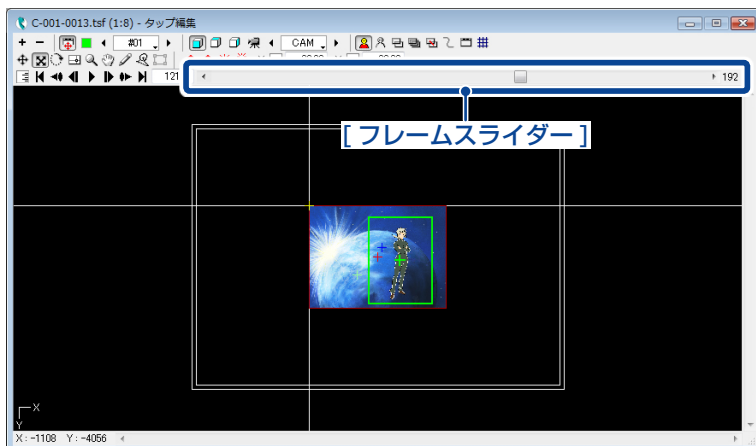 C-001-0013.tsf (1:8) - タップ編集
#01 CAM
121 192
[ フレームスライダー ]
X
Y
X : -1108 Y : -4056